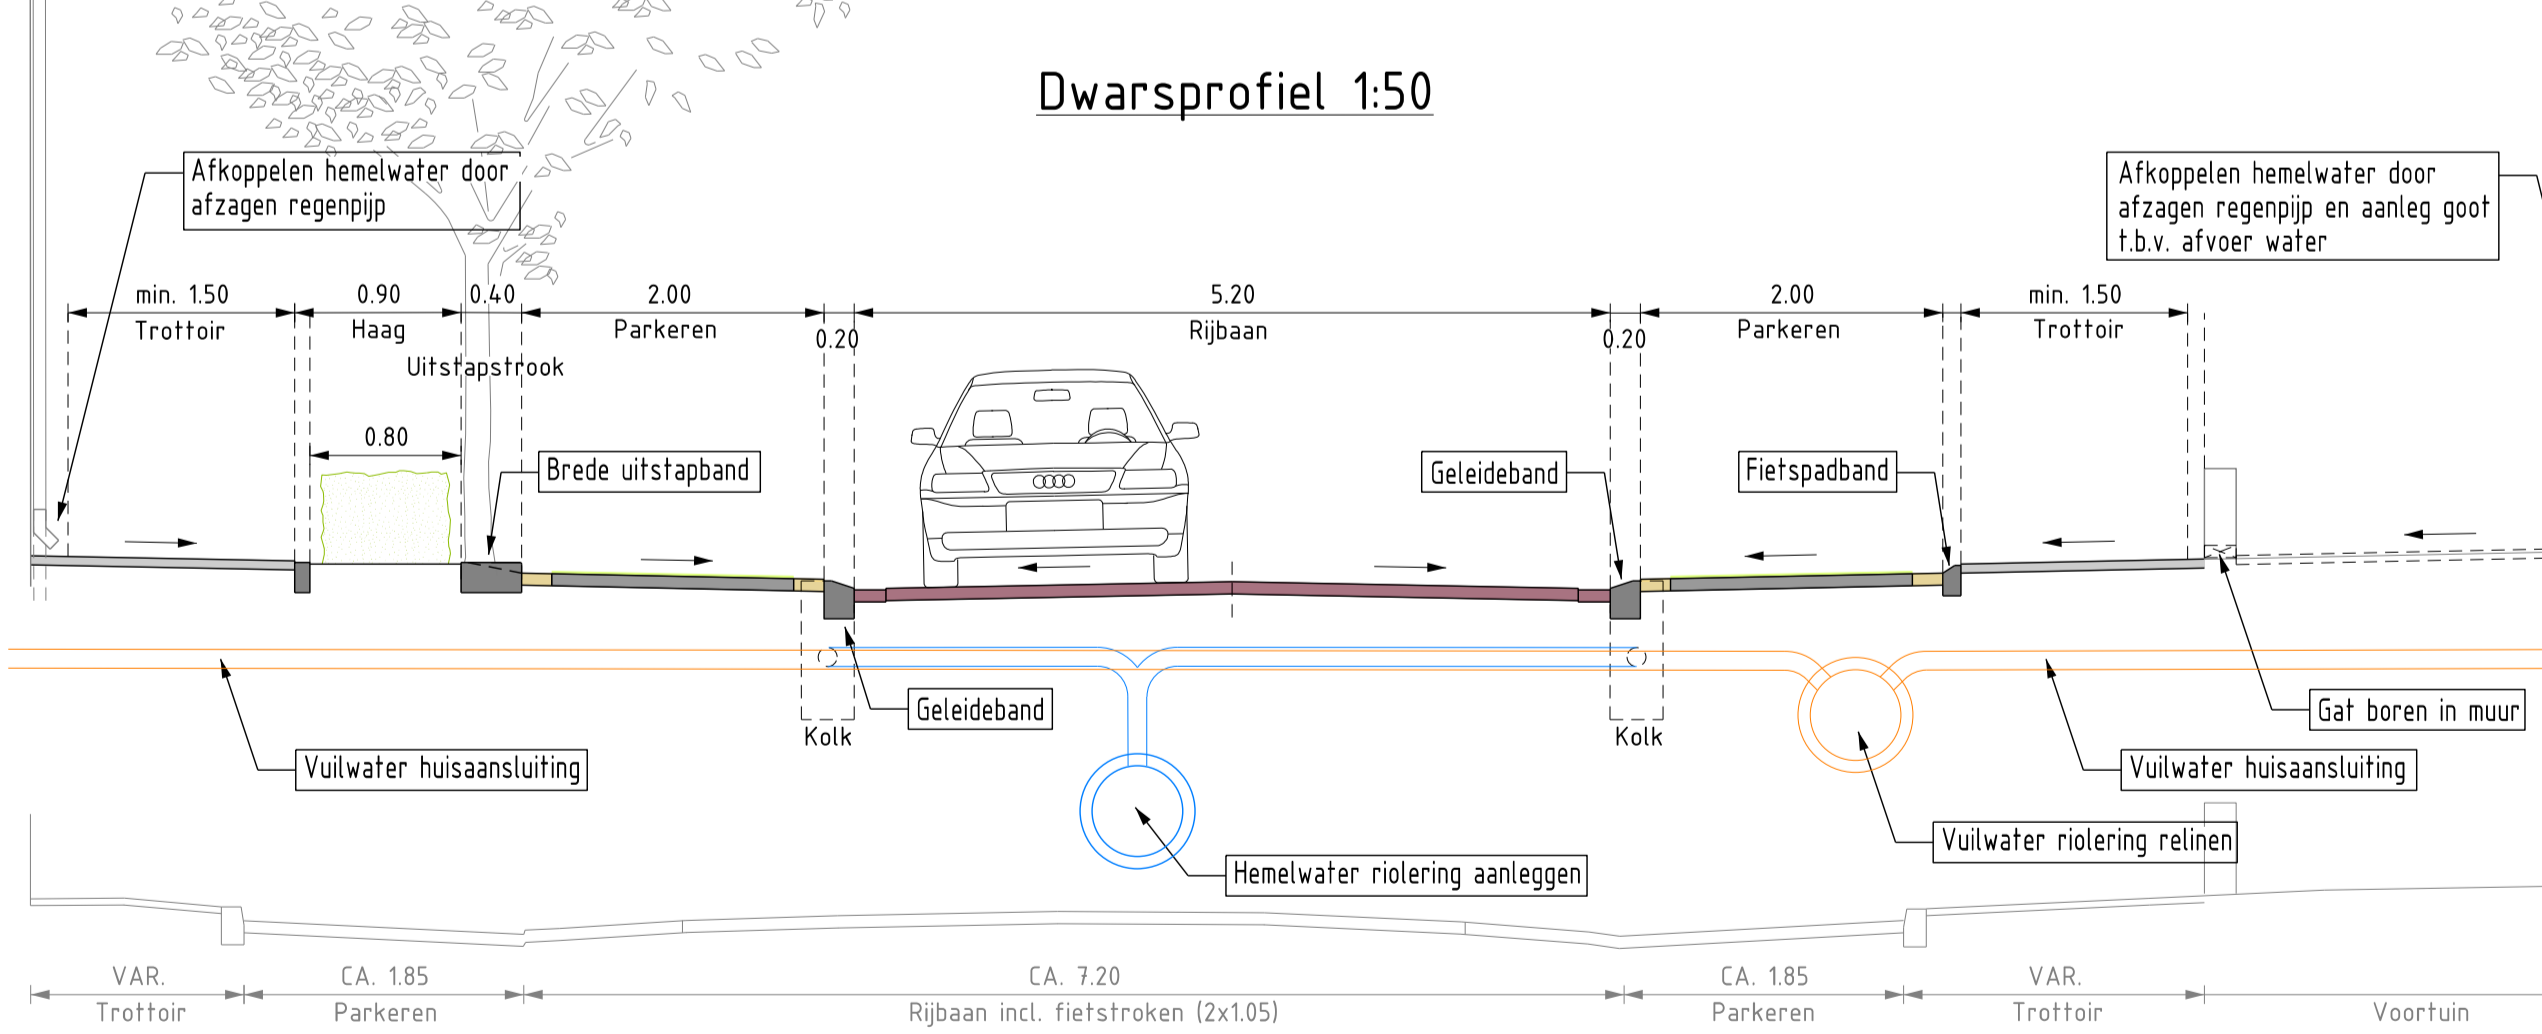 Dwarsprofiel 1:50
Afkoppelen hemelwater door
afzagen regenpijp
Afkoppelen hemelwater door
afzagen regenpijp en aanleg goot
t.b.v. afvoer water
min. 1.50
0.90
0.40
2.00
5.20
2.00
min. 1.50
Trottoir
Haag
Parkeren
0.20
Rijbaan
0.20
Parkeren
Trottoir
Uitstapstrook
0.80
Brede uitstapband
Geleideband
Fietspadband
Geleideband
Gat boren in muur
Kolk
Kolk
Vuilwater huisaansluiting
Vuilwater huisaansluiting
Vuilwater riolering relinen
Hemelwater riolering aanleggen
VAR.
CA. 1.85
CA. 7.20
CA. 1.85
VAR.
Trottoir
Parkeren
Rijbaan incl. fietstroken (2x1.05)
Parkeren
Trottoir
Voortuin